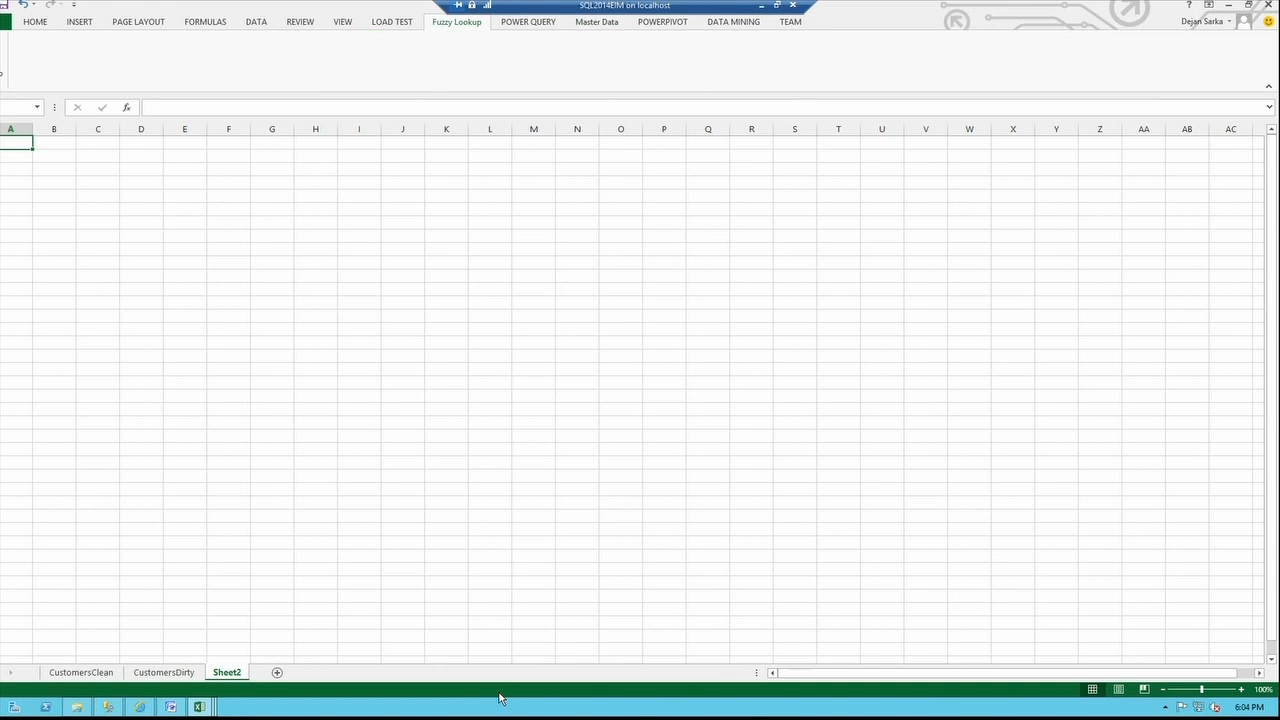 SQL2014EIM on localhost
?
HOME INSERT PAGE LAYOUT FORMULAS DATA REVIEW VIEW LOAD TEST Fuzzy Lookup POWER QUERY Master Data POWERPIVOT DATA MINING TEAM Dejan Sarka
fx
A B C D E F G H I J K L M N O P Q R S T U V W X Y Z AA AB AC
CustomersClean CustomersDirty Sheet2
100%
6:04 PM